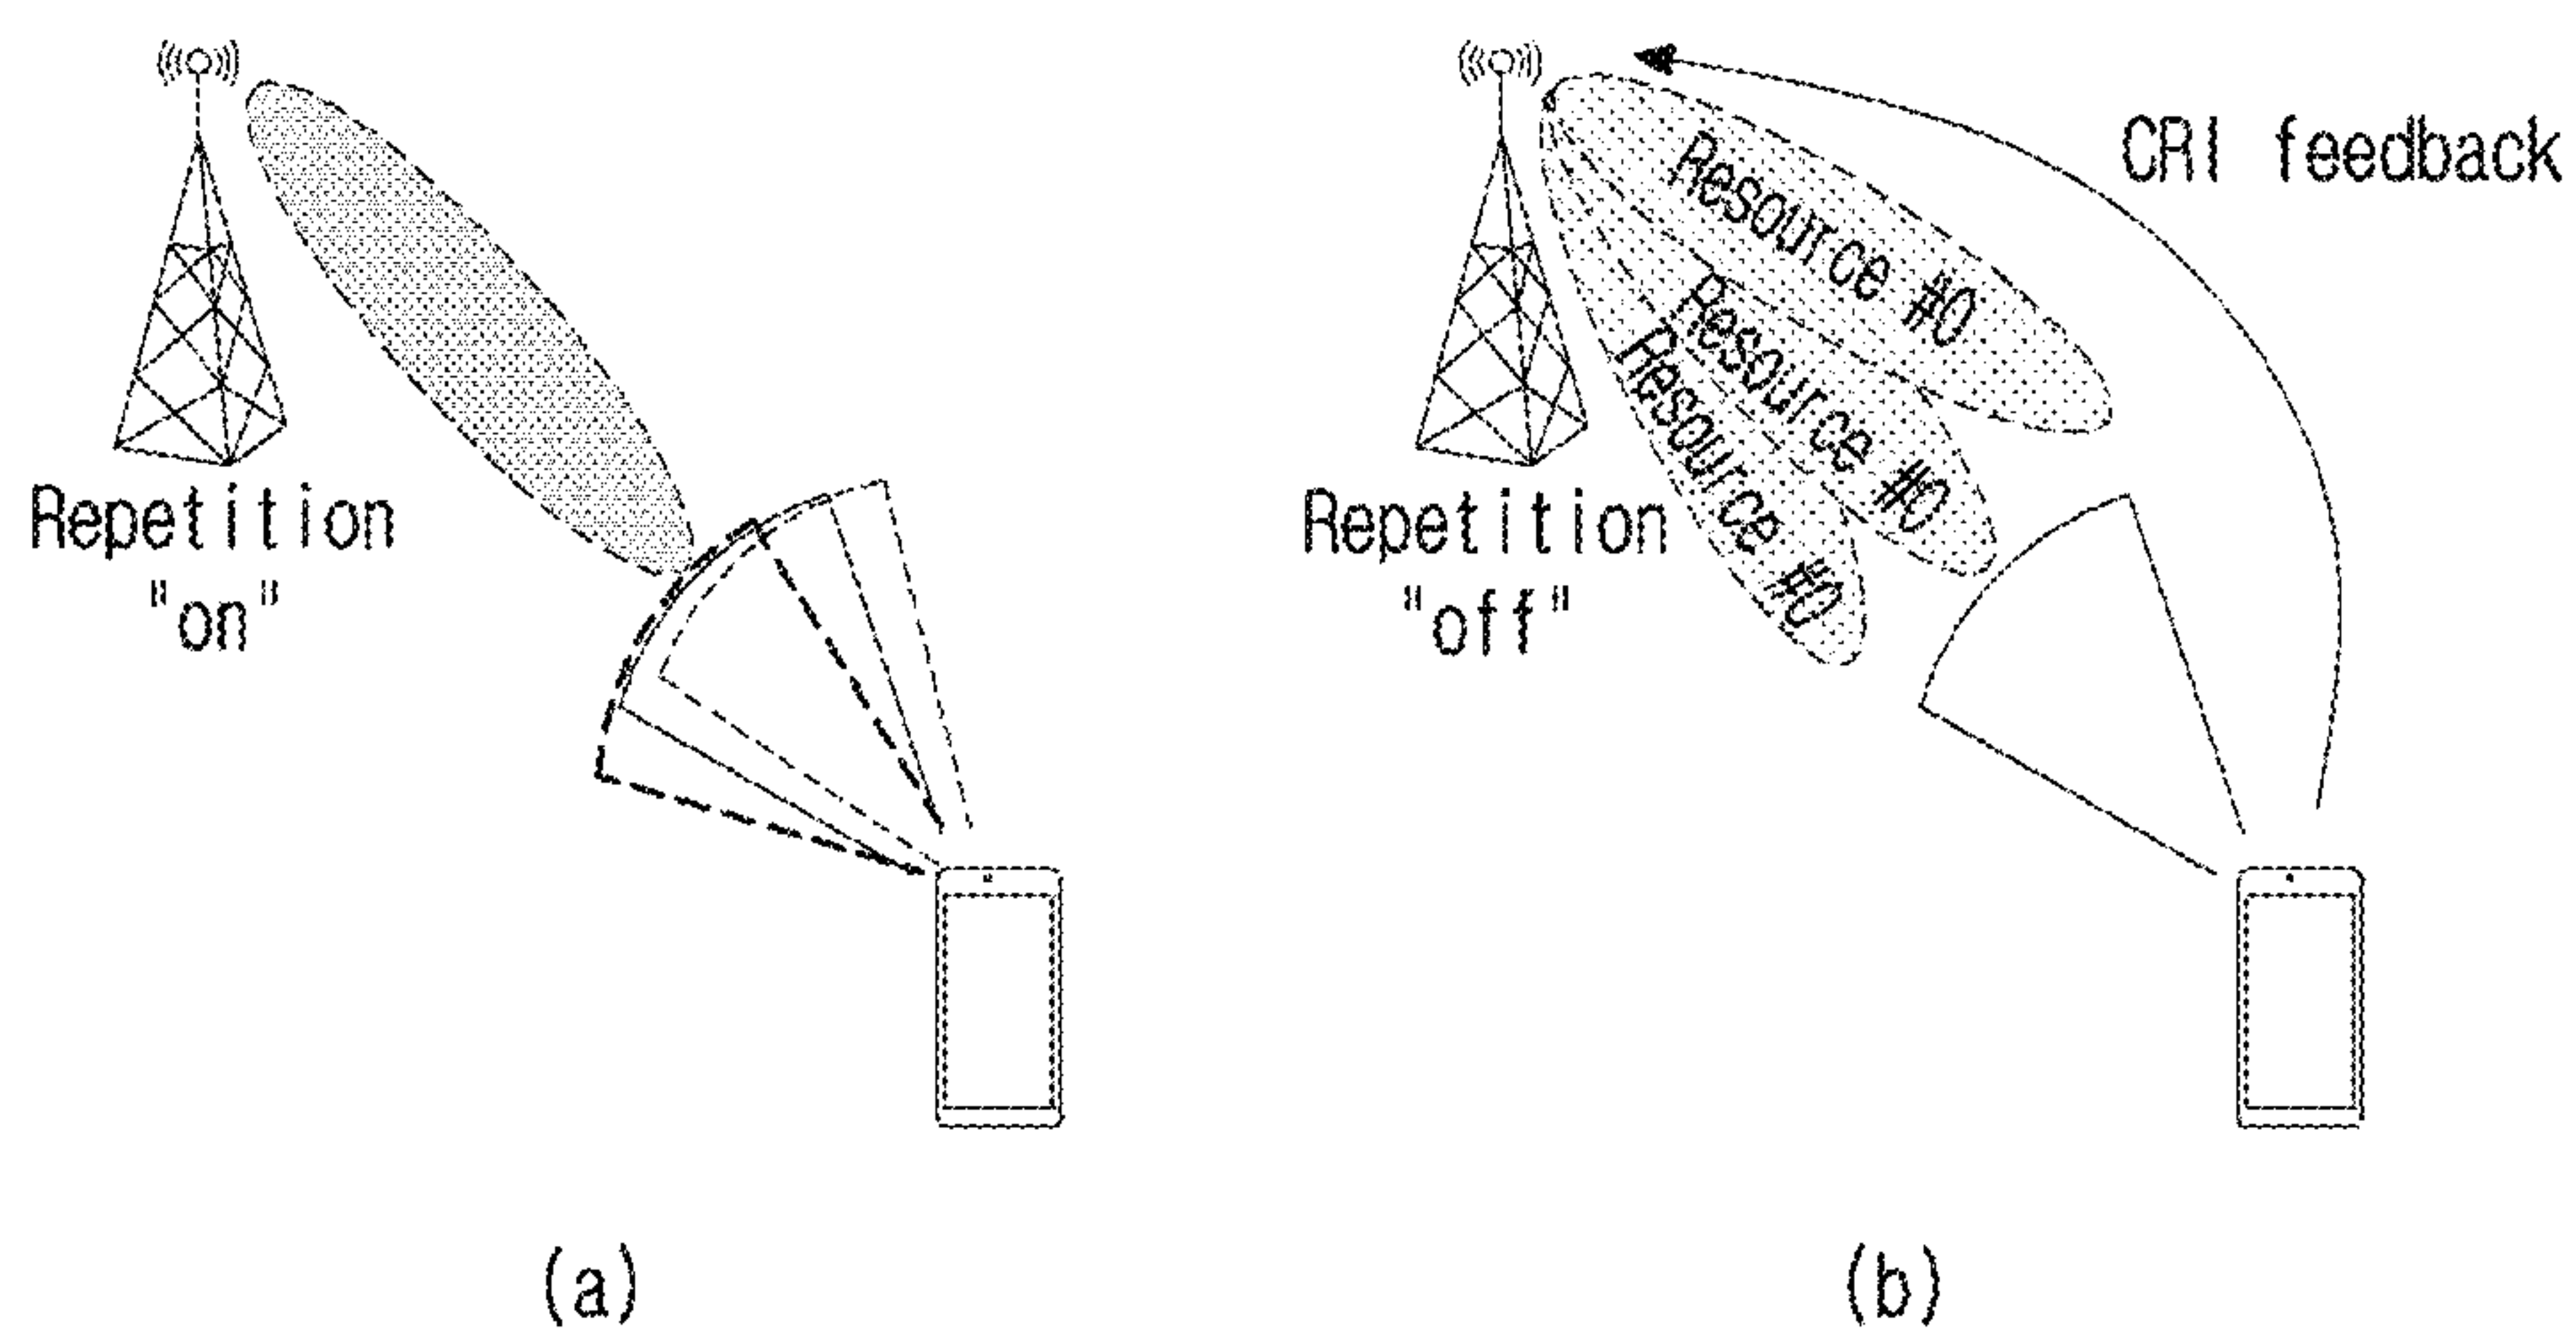 Repetition
"on"
(a)
CRI feedback
Resource #0
Resource #0
Resource #0
Repetition
"off"
(b)